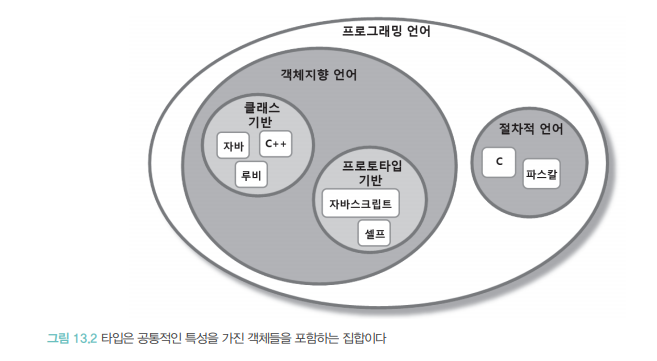 프로그래밍 언어
객체지향 언어
클래스
기반
자바
C++
루비
프로토타입
기반
자바스크립트
셀프
절차적 언어
C
파스칼
그림 13.2 타입은 공통적인 특성을 가진 객체들을 포함하는 집합이다